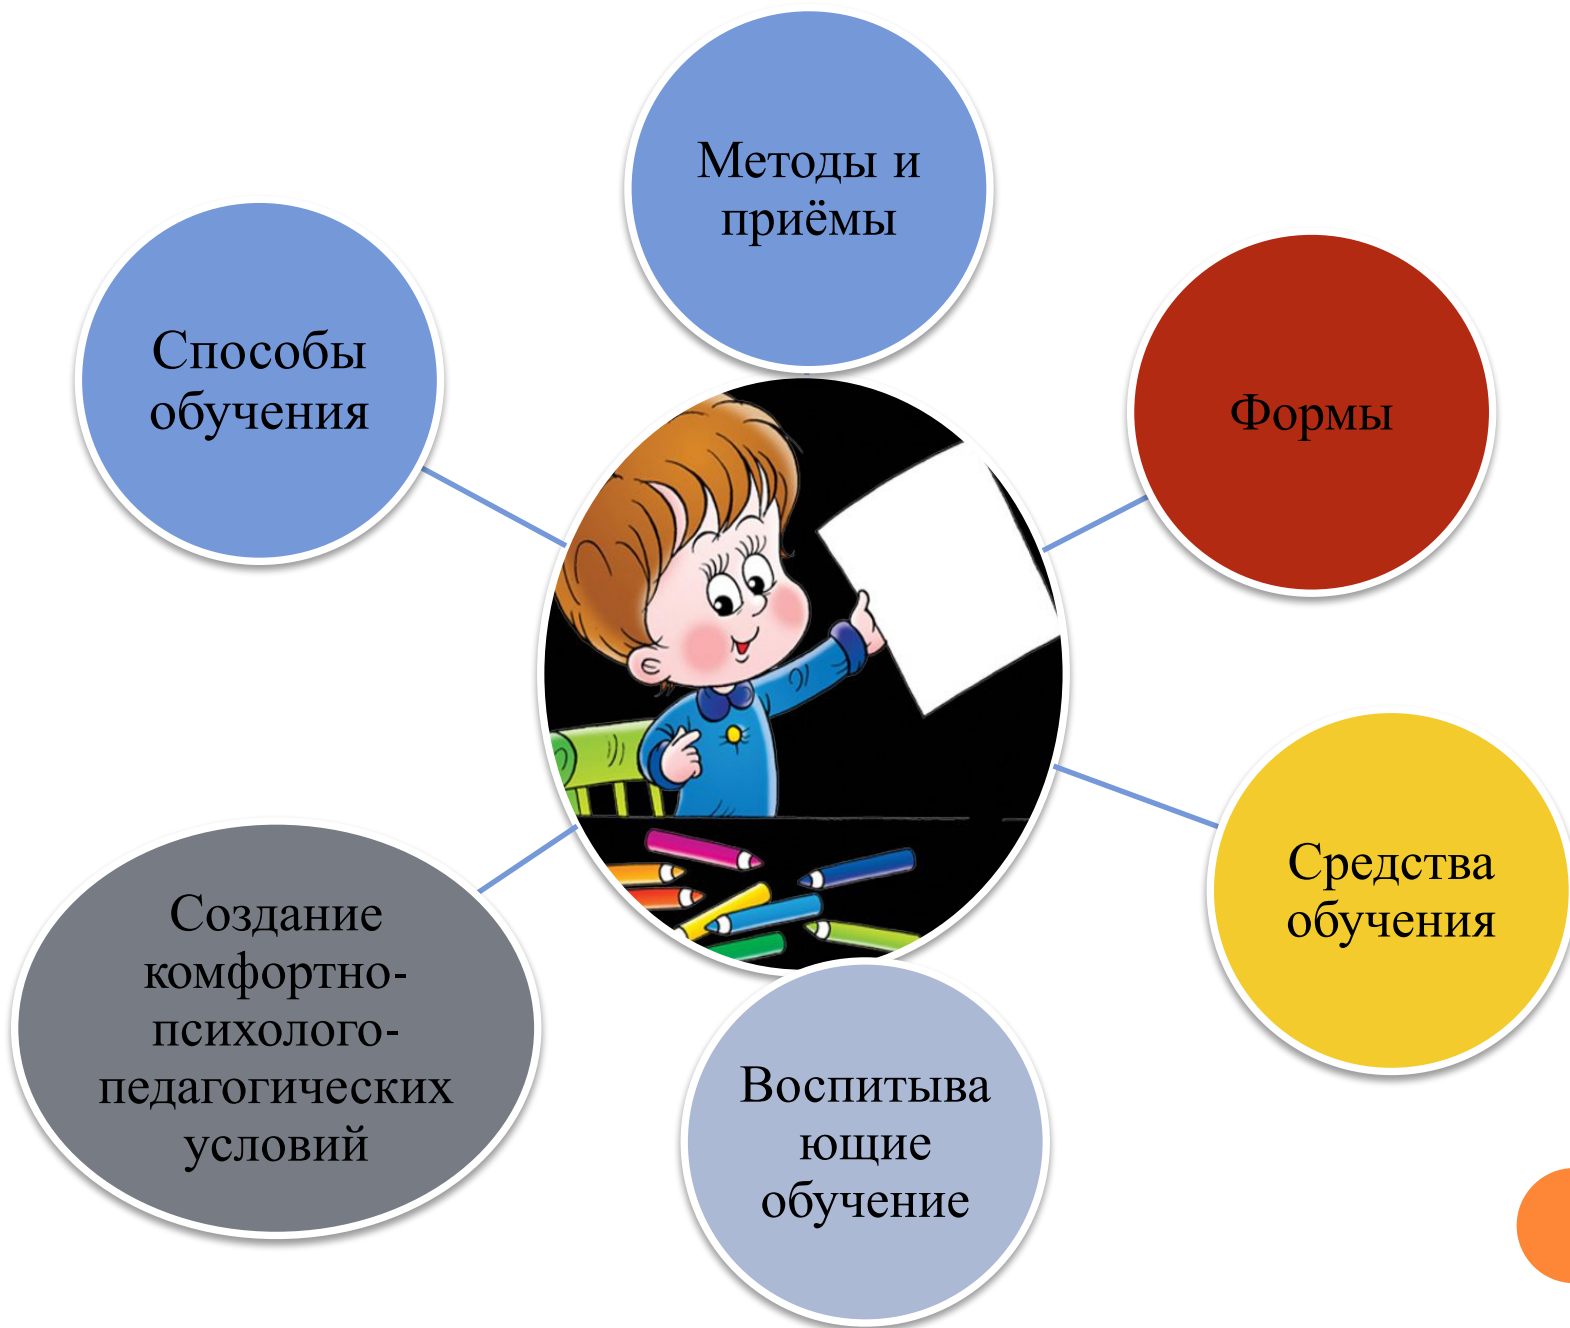 Методы и
приёмы
Формы
Средства
обучения
Воспитыва
ющие
обучение
Создание
комфортно-
психолого-
педагогических
условий
Способы
обучения